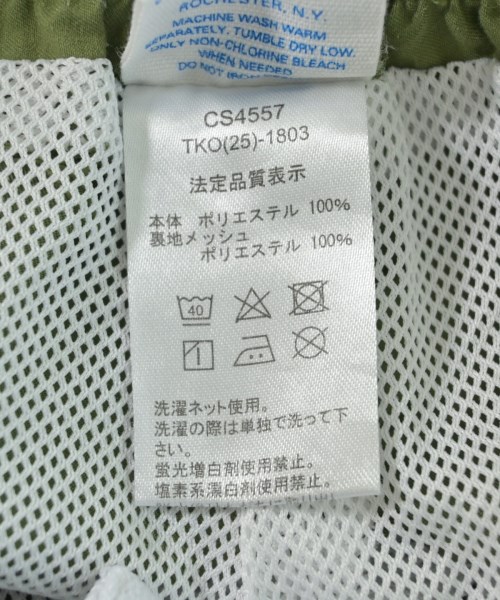 ROCHESTER, N.Y.
MACHINE WASH WARM
SEPARATELY, TUMBLE DRY LOW.
ONLY NON-CHLORINE BLEACH
WHEN NEEDED
DO NOT IRON
CS4557
TKO(25)-1803
法定品質表示
本体 ポリエステル 100%
裏地メッシュ
ポリエステル 100%
40
洗濯ネット使用。
洗濯の際は単独で洗って下
さい。
蛍光増白剤使用禁止。
塩素系漂白剤使用禁止。